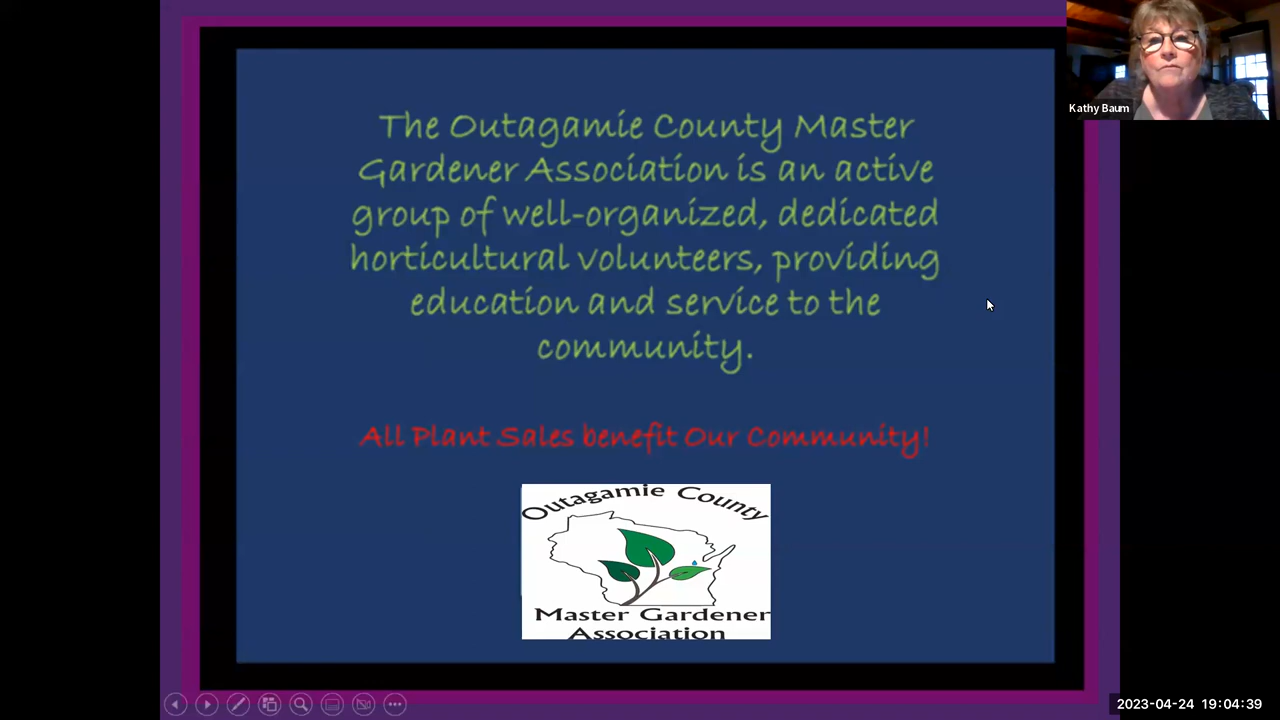 Kathy Baum
The Outagamie County Master
Gardener Association is an active
group of well-organized, dedicated
horticultural volunteers, providing
education and service to the
community.
All Plant Sales benefit Our Community!
Outagamie County
Master Gardener
Association
2023-04-24 19:04:39